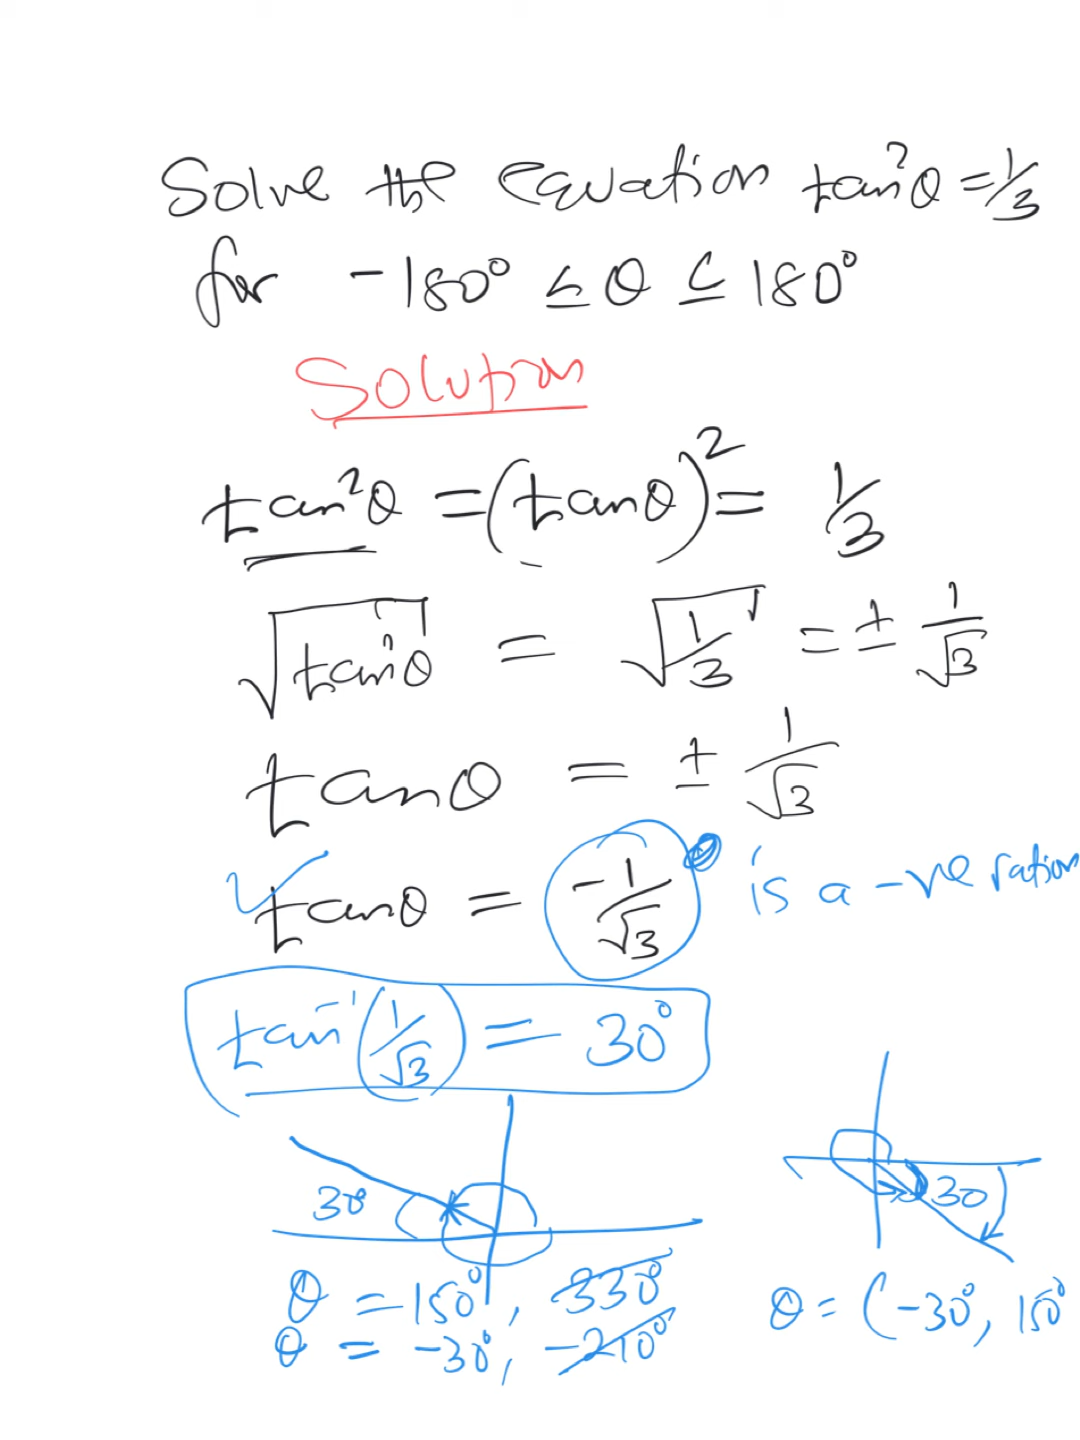 Solve the equation tan²θ = 1/3
for -180° ≤ θ ≤ 180°
Solution
tan²θ = (tanθ)² = 1/3
√tan²θ = √1/3 = ± 1/√3
tanθ = ± 1/√3
tanθ = -1/√3 is a -ve ration
tan⁻¹(1/√3) = 30°
30°
30
θ = 150°, 330°
θ = -30°, -210°
θ = (-30°, 150°